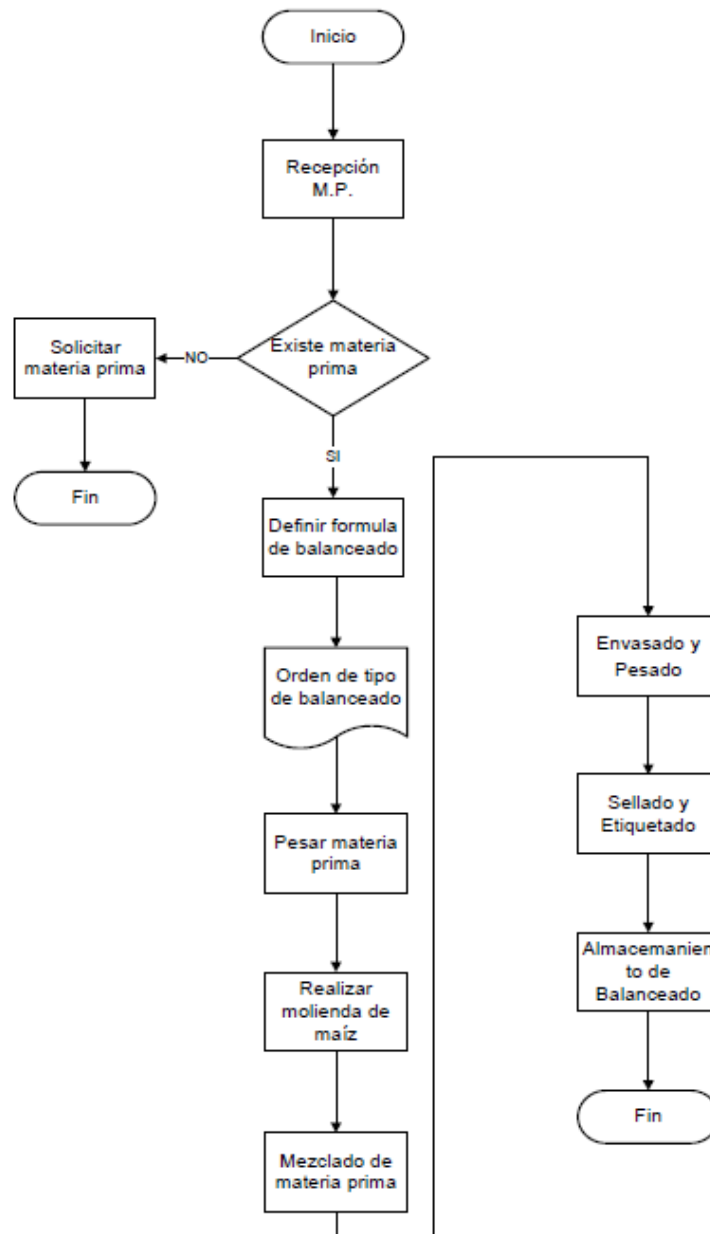 Inicio
Recepción
M.P.
Existe materia
prima
NO
Solicitar
materia prima
Fin
SI
Definir formula
de balanceado
Orden de tipo
de balanceado
Pesar materia
prima
Realizar
molienda de
maíz
Mezclado de
materia prima
Envasado y
Pesado
Sellado y
Etiquetado
Almacemanien
to de
Balanceado
Fin